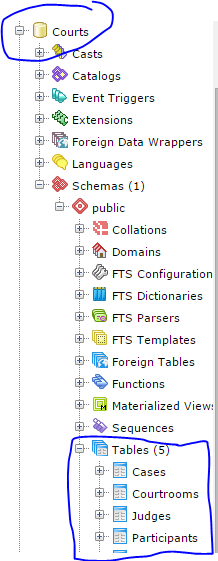 Courts
Casts
Catalogs
Event Triggers
Extensions
Foreign Data Wrappers
Languages
Schemas (1)
public
Collations
Domains
FTS Configuration
FTS Dictionaries
FTS Parsers
FTS Templates
Foreign Tables
Functions
Materialized Views
Sequences
Tables (5)
Cases
Courtrooms
Judges
Participants